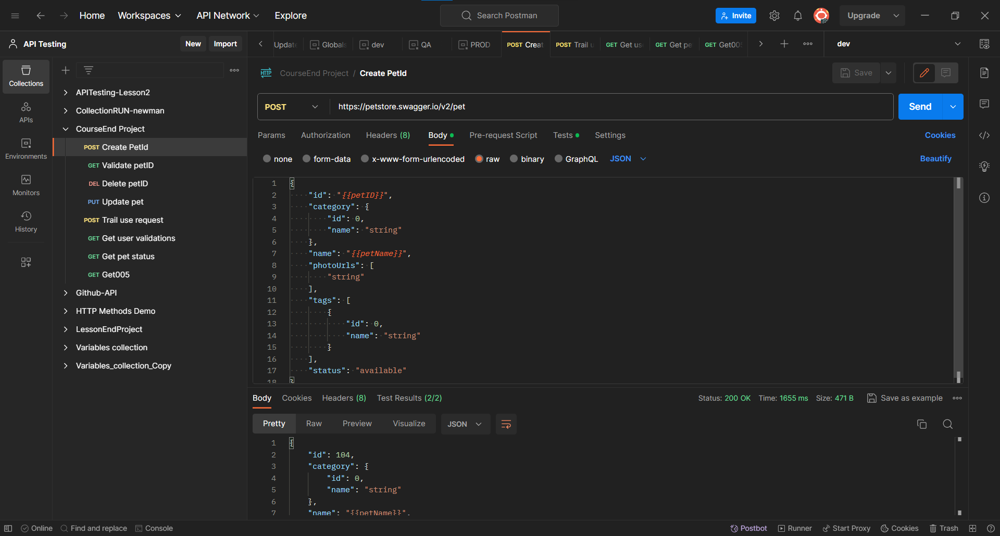 Home Workspaces API Network Explore Search Postman Invite Upgrade
API Testing New Import
Update Globals dev QA PROD POST Creat POST Trail u GET Get us GET Get pe GET Get005 dev
Collections
APIs
Environments
Monitors
History
APITesting-Lesson2
CollectionRUN-newman
CourseEnd Project
POST Create PetId
GET Validate petID
DEL Delete petID
PUT Update pet
POST Trail use request
GET Get user validations
GET Get pet status
GET Get005
Github-API
HTTP Methods Demo
LessonEndProject
Variables collection
Variables_collection_Copy
HTTP CourseEnd Project / Create PetId Save
POST https://petstore.swagger.io/v2/pet Send
Params Authorization Headers (8) Body Pre-request Script Tests Settings Cookies
none form-data x-www-form-urlencoded raw binary GraphQL JSON Beautify
1 {
2 "id": "{{petID}}",
3 "category": {
4 "id": 0,
5 "name": "string"
6 },
7 "name": "{{petName}}",
8 "photoUrls": [
9 "string"
10 ],
11 "tags": [
12 {
13 "id": 0,
14 "name": "string"
15 }
16 ],
17 "status": "available"
18 }
Body Cookies Headers (8) Test Results (2/2) Status: 200 OK Time: 1655 ms Size: 471 B Save as example
Pretty Raw Preview Visualize JSON
1 {
2 "id": 104,
3 "category": {
4 "id": 0,
5 "name": "string"
6 },
7 "name": "{{petName}}",
Online Find and replace Console Postbot Runner Start Proxy Cookies Trash